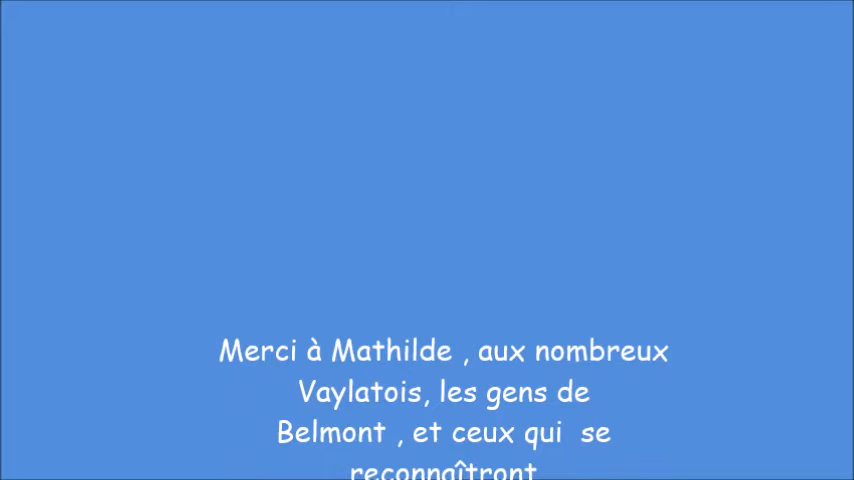 Merci à Mathilde , aux nombreux
Vaylatois, les gens de
Belmont , et ceux qui  se
reconnaîtront